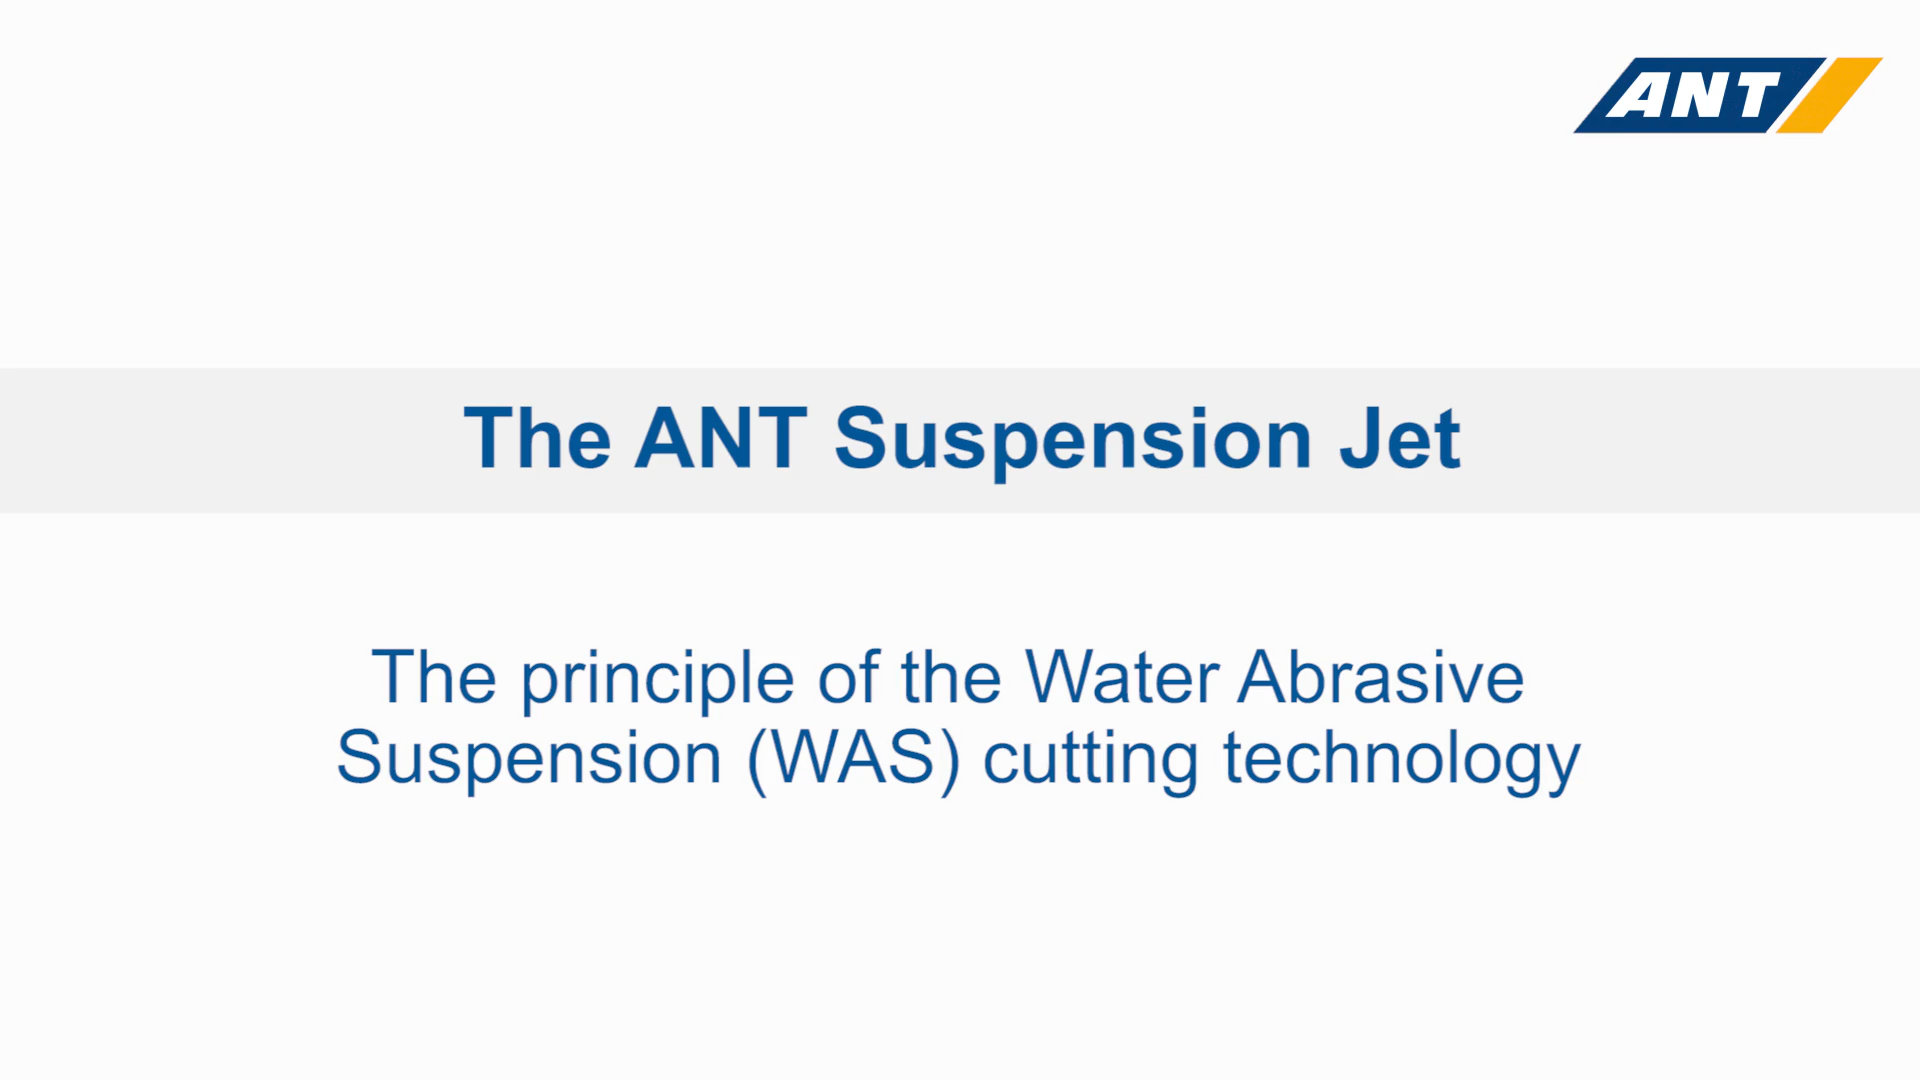 ANT
The ANT Suspension Jet
The principle of the Water Abrasive
Suspension (WAS) cutting technology